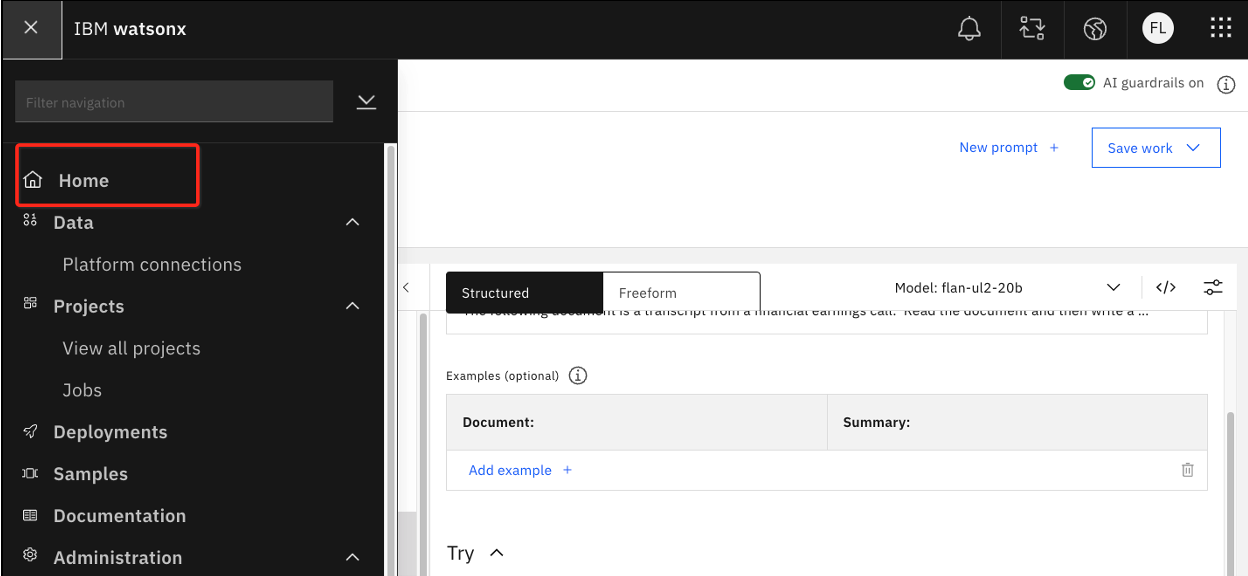 IBM watsonx
FL
Filter navigation
Home
Data
Platform connections
Projects
View all projects
Jobs
Deployments
Samples
Documentation
Administration
AI guardrails on
New prompt +
Save work
Structured
Freeform
Model: flan-ul2-20b
</>
The following document is a transcript from a financial earnings call. Read the document and then write a ...
Examples (optional)
Document:
Summary:
Add example +
Try